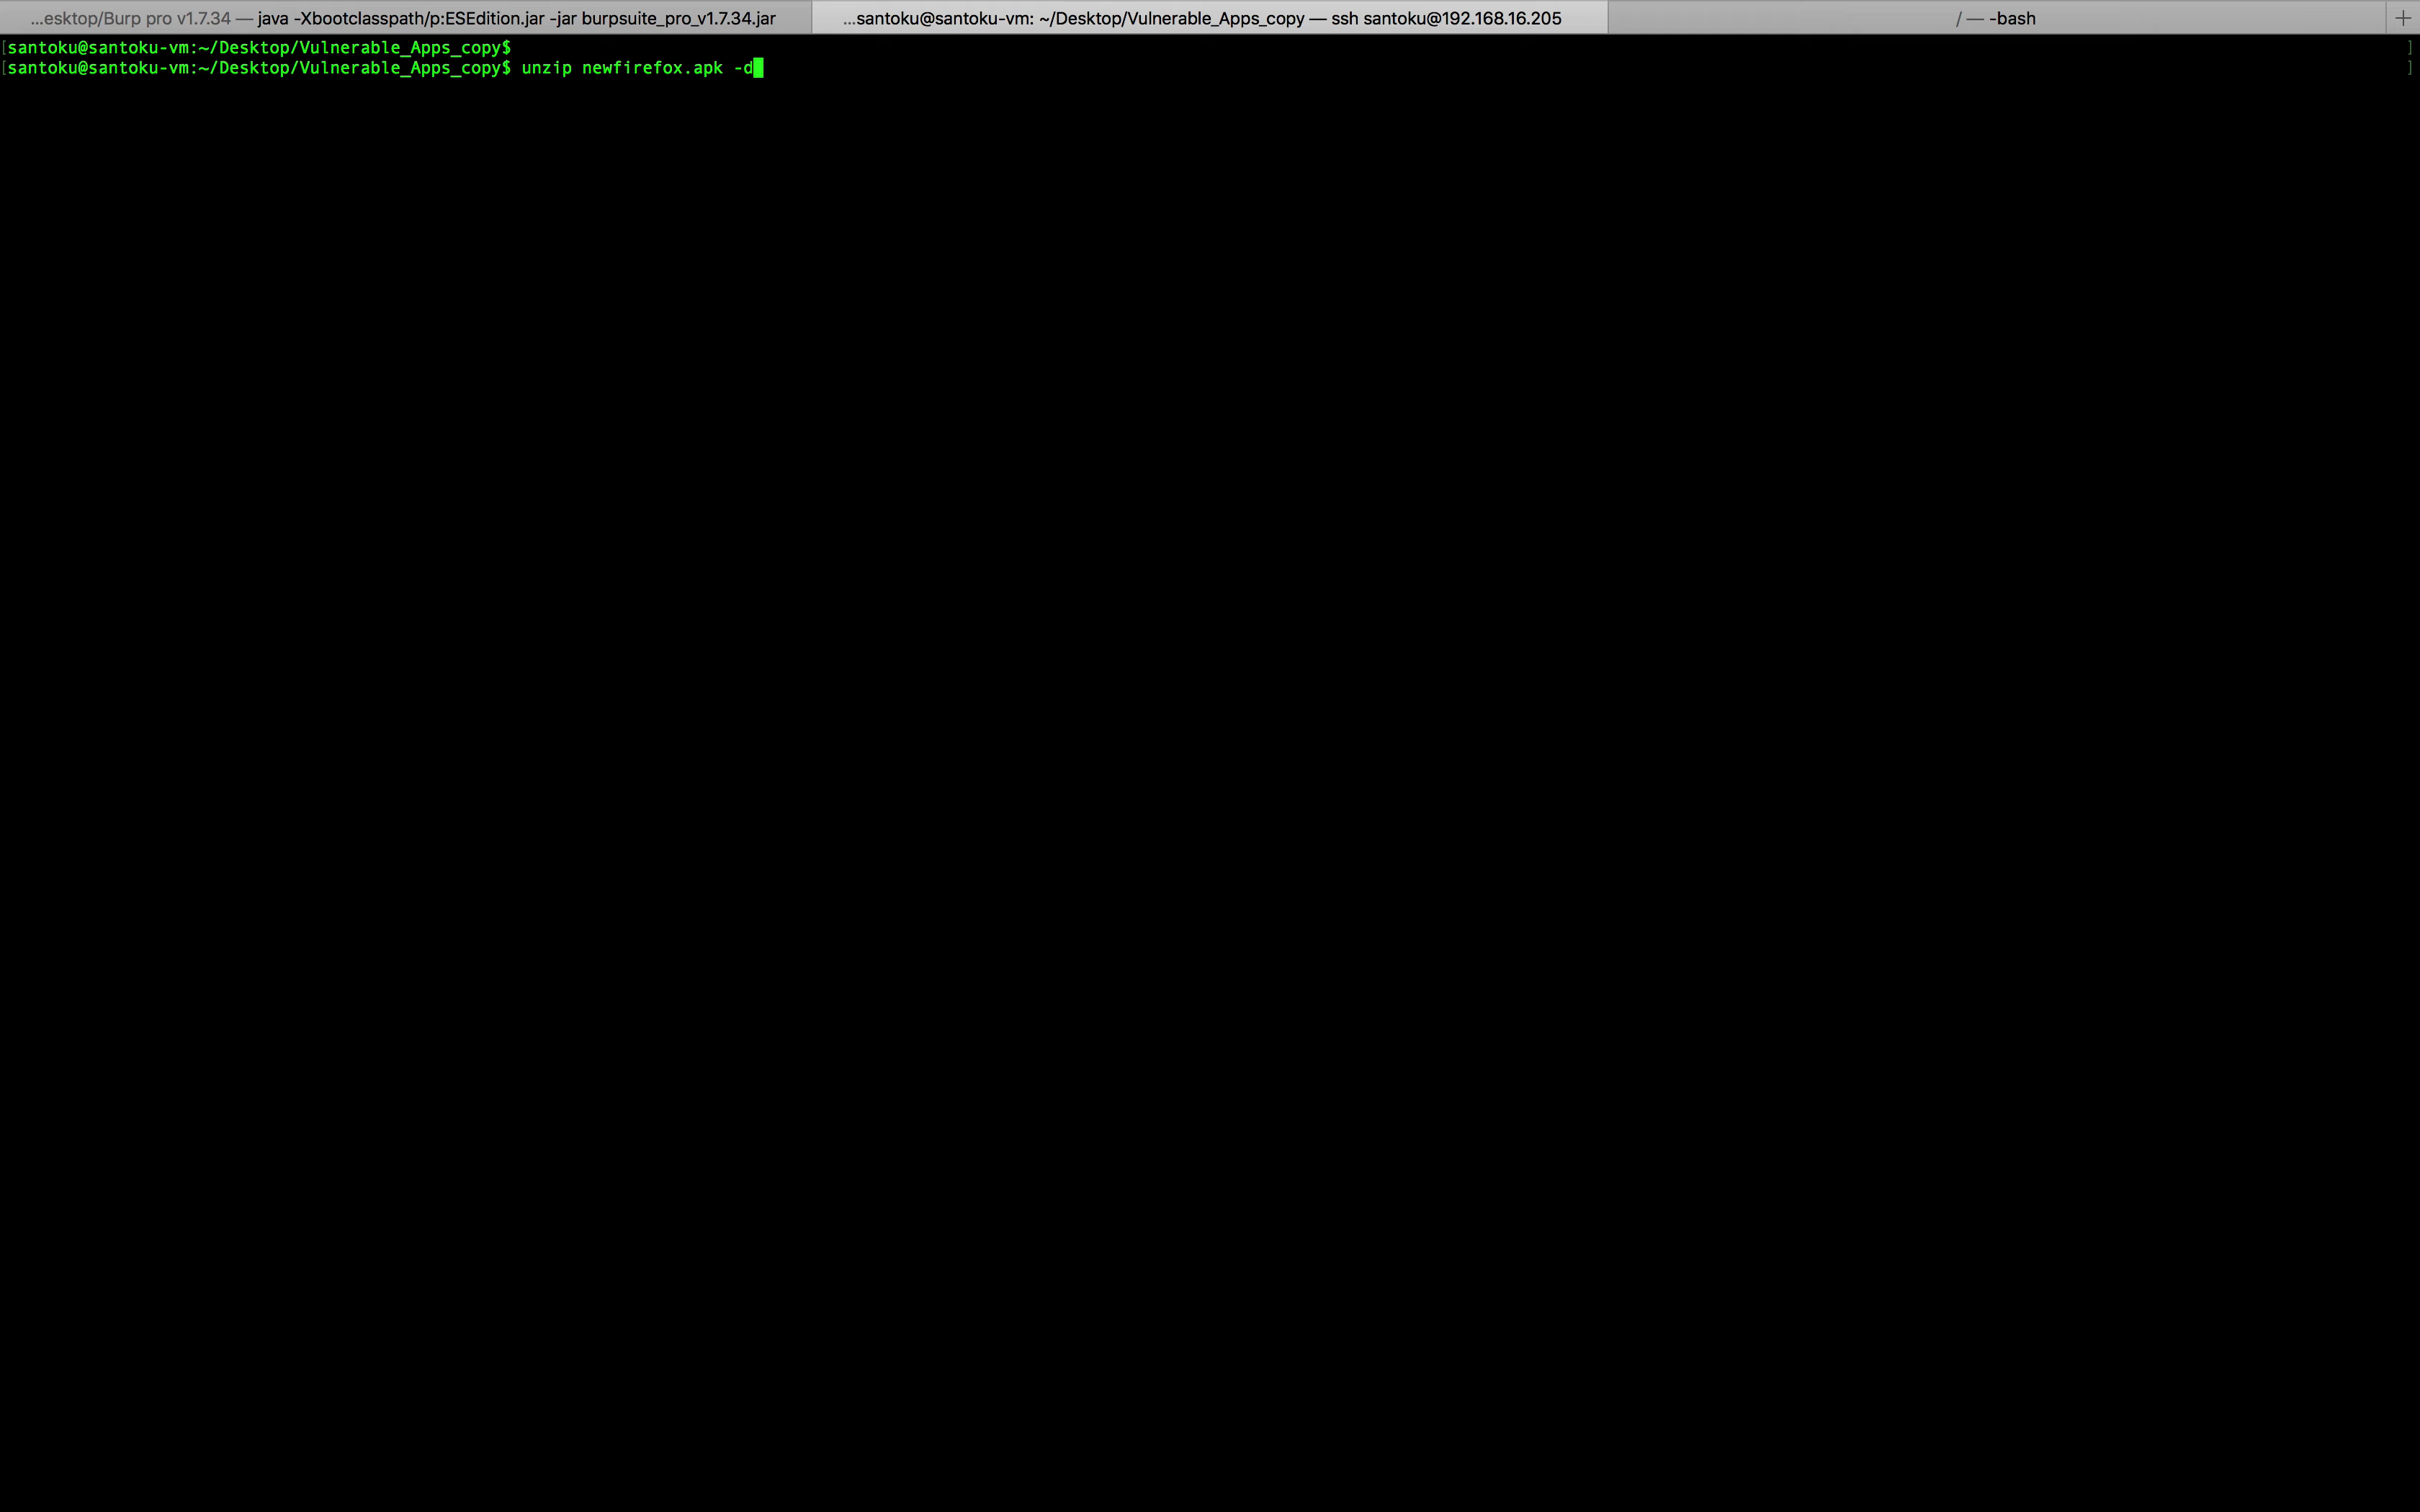 ...esktop/Burp pro v1.7.34 — java -Xbootclasspath/p:ESEdition.jar -jar burpsuite_pro_v1.7.34.jar
...santoku@santoku-vm: ~/Desktop/Vulnerable_Apps_copy — ssh santoku@192.168.16.205
/ — -bash
+
[santoku@santoku-vm:~/Desktop/Vulnerable_Apps_copy$ ]
[santoku@santoku-vm:~/Desktop/Vulnerable_Apps_copy$ unzip newfirefox.apk -d ]